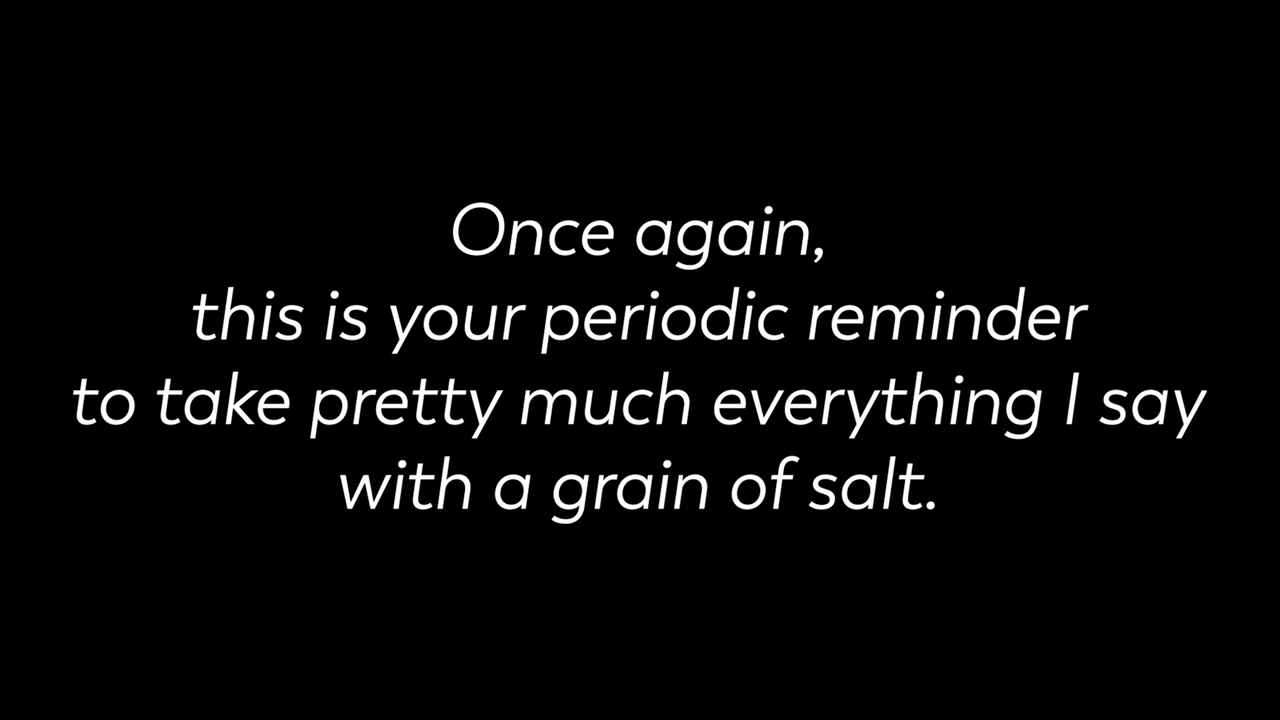 Once again,
this is your periodic reminder
to take pretty much everything I say
with a grain of salt.